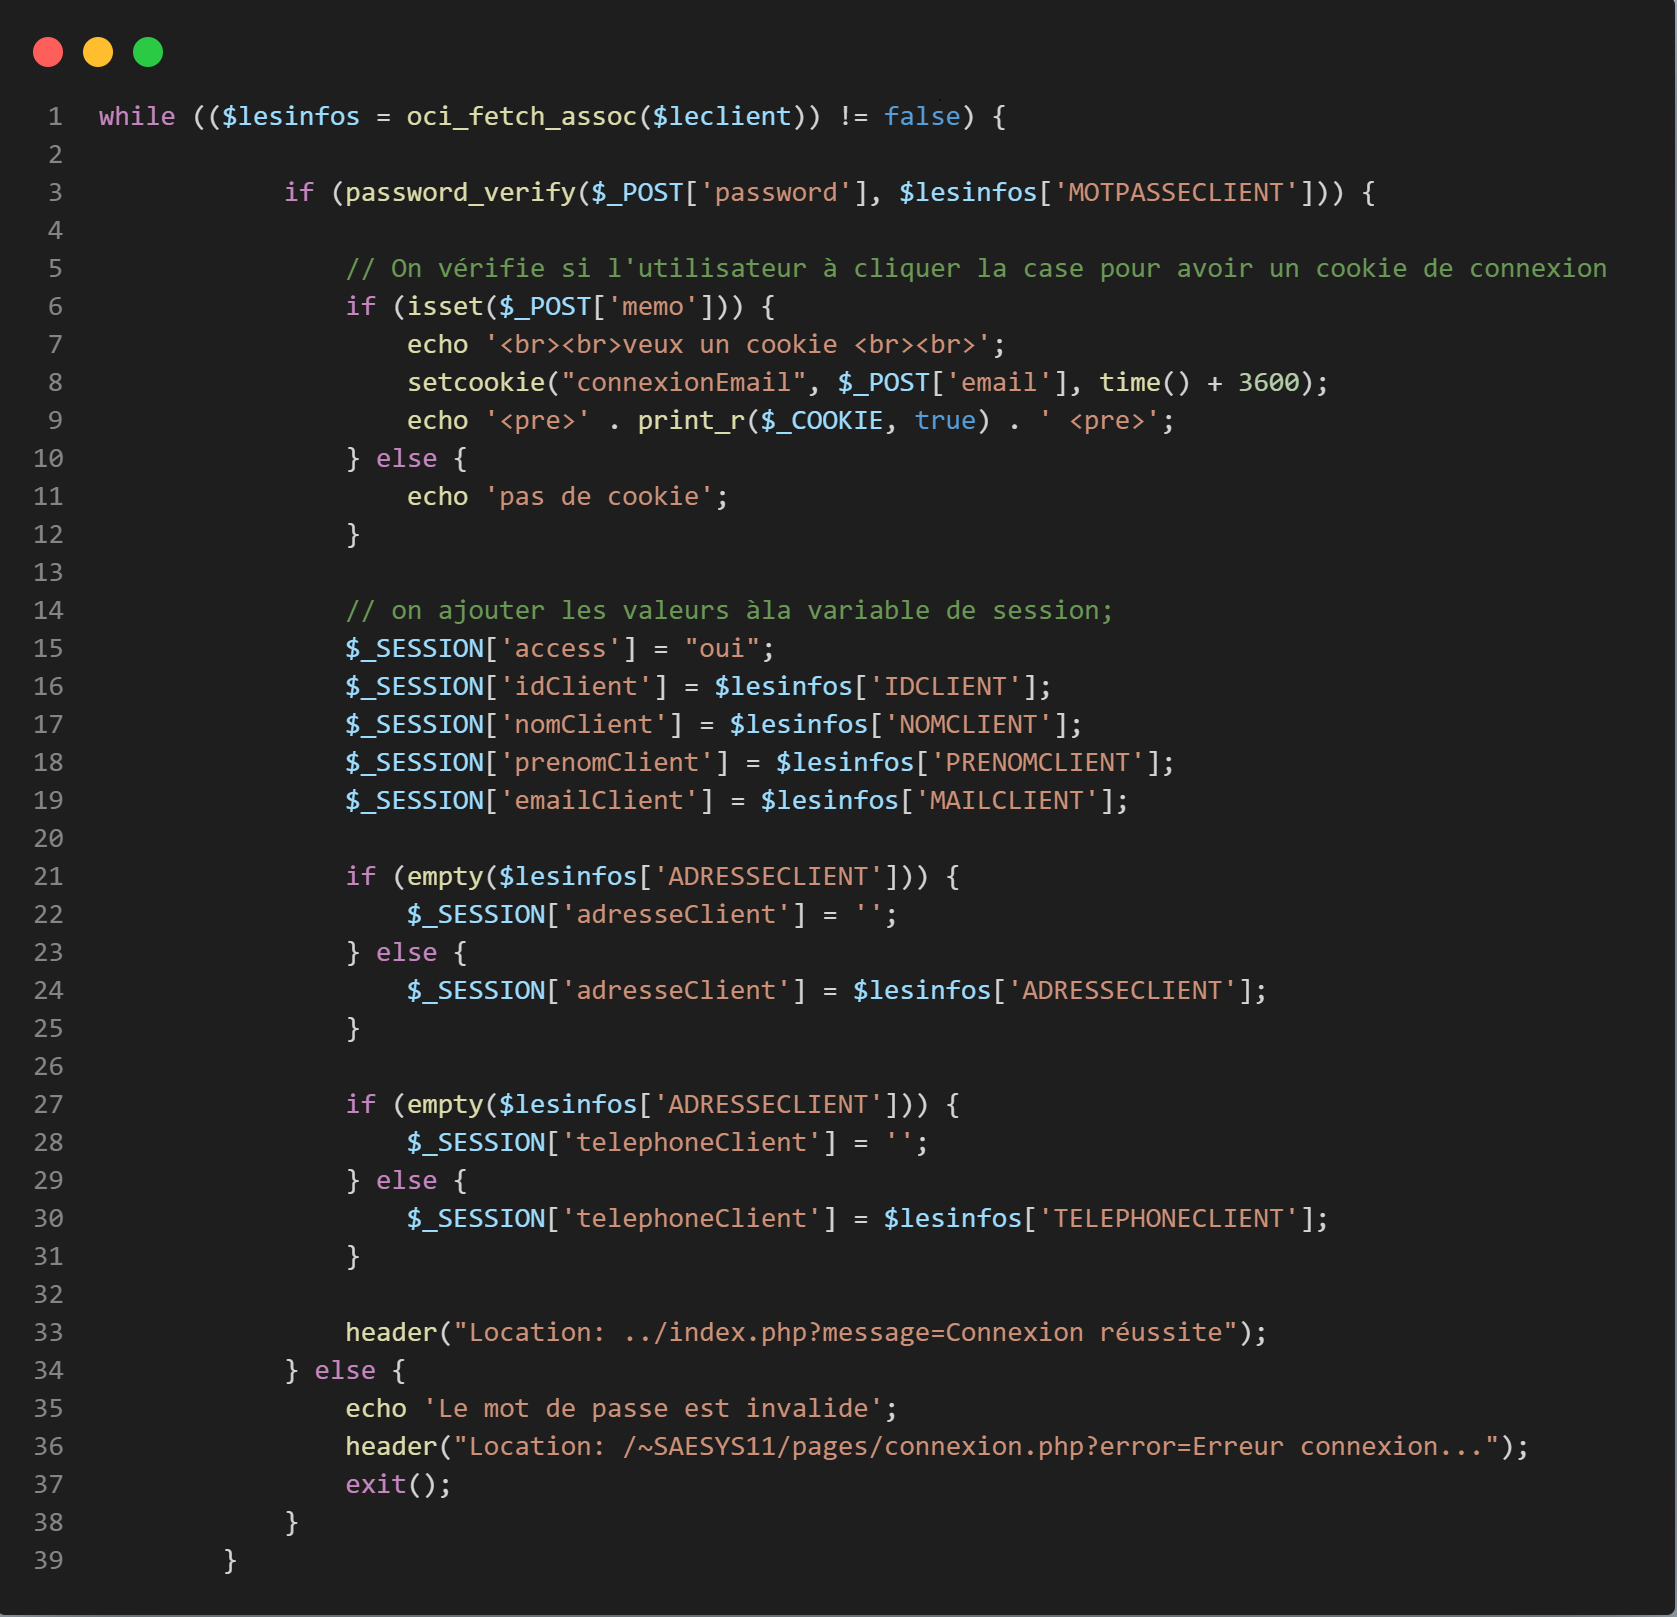 1 while (($lesinfos = oci_fetch_assoc($leclient)) != false) {
2
3 if (password_verify($_POST['password'], $lesinfos['MOTPASSECLIENT'])) {
4
5 // On vérifie si l'utilisateur à cliquer la case pour avoir un cookie de connexion
6 if (isset($_POST['memo'])) {
7 echo '<br><br>veux un cookie <br><br>';
8 setcookie("connexionEmail", $_POST['email'], time() + 3600);
9 echo '<pre>' . print_r($_COOKIE, true) . ' <pre>';
10 } else {
11 echo 'pas de cookie';
12 }
13
14 // on ajouter les valeurs àla variable de session;
15 $_SESSION['access'] = "oui";
16 $_SESSION['idClient'] = $lesinfos['IDCLIENT'];
17 $_SESSION['nomClient'] = $lesinfos['NOMCLIENT'];
18 $_SESSION['prenomClient'] = $lesinfos['PRENOMCLIENT'];
19 $_SESSION['emailClient'] = $lesinfos['MAILCLIENT'];
20
21 if (empty($lesinfos['ADRESSECLIENT'])) {
22 $_SESSION['adresseClient'] = '';
23 } else {
24 $_SESSION['adresseClient'] = $lesinfos['ADRESSECLIENT'];
25 }
26
27 if (empty($lesinfos['ADRESSECLIENT'])) {
28 $_SESSION['telephoneClient'] = '';
29 } else {
30 $_SESSION['telephoneClient'] = $lesinfos['TELEPHONECLIENT'];
31 }
32
33 header("Location: ../index.php?message=Connexion réussite");
34 } else {
35 echo 'Le mot de passe est invalide';
36 header("Location: /~SAESYS11/pages/connexion.php?error=Erreur connexion...");
37 exit();
38 }
39 }